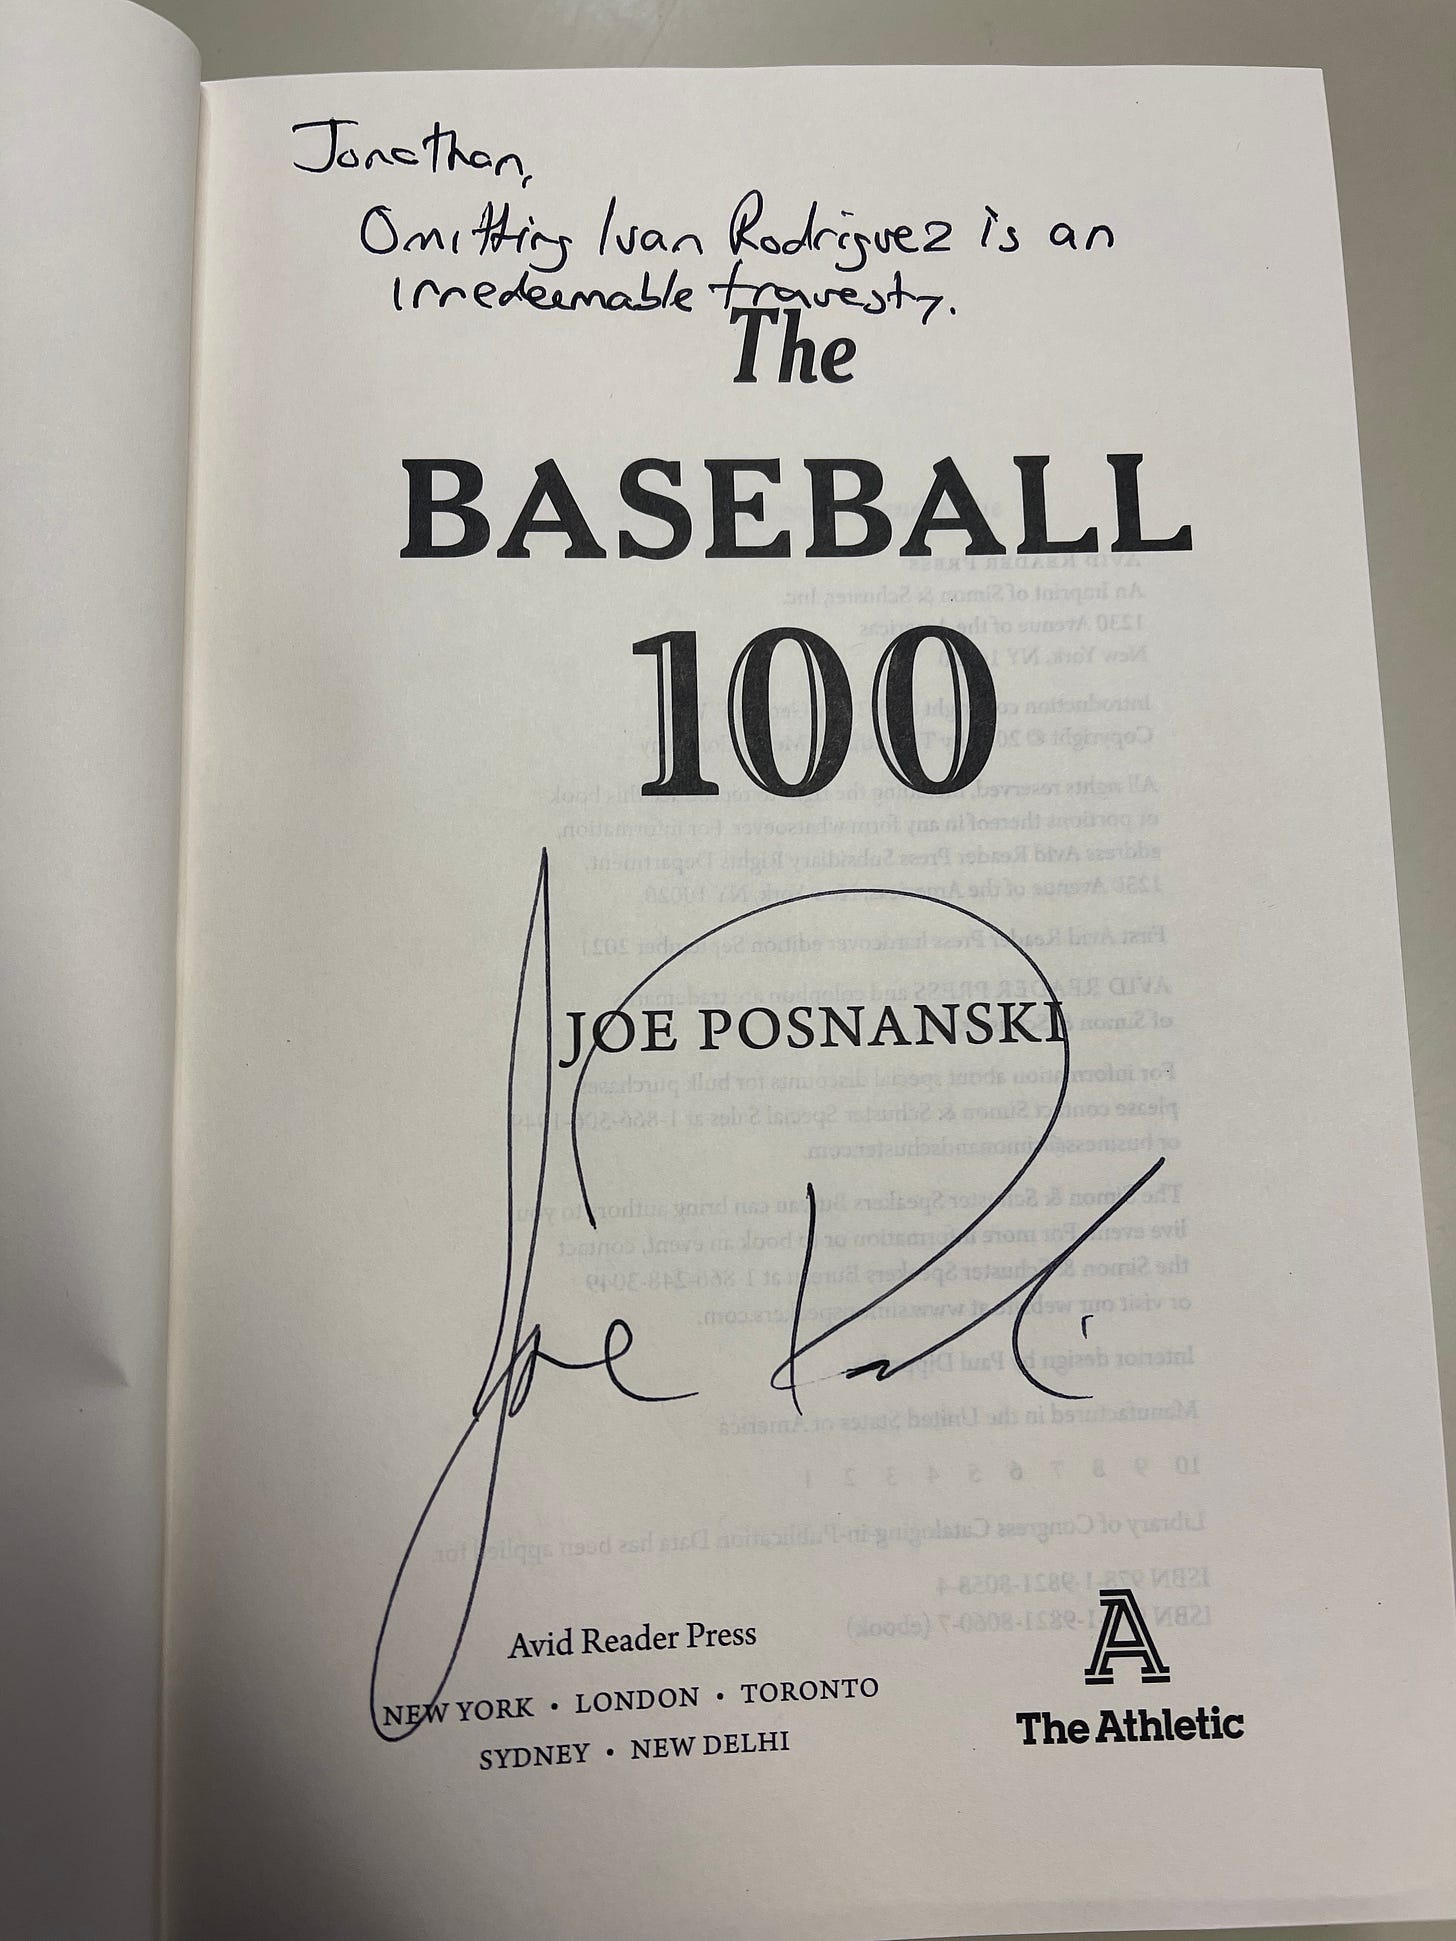 Jonathan,
Omitting Ivan Rodriguez is an
irredeemable travesty.
The
BASEBALL
100
JOE POSNANSKI
Joe
Avid Reader Press
NEW YORK • LONDON • TORONTO
SYDNEY • NEW DELHI
A
The Athletic